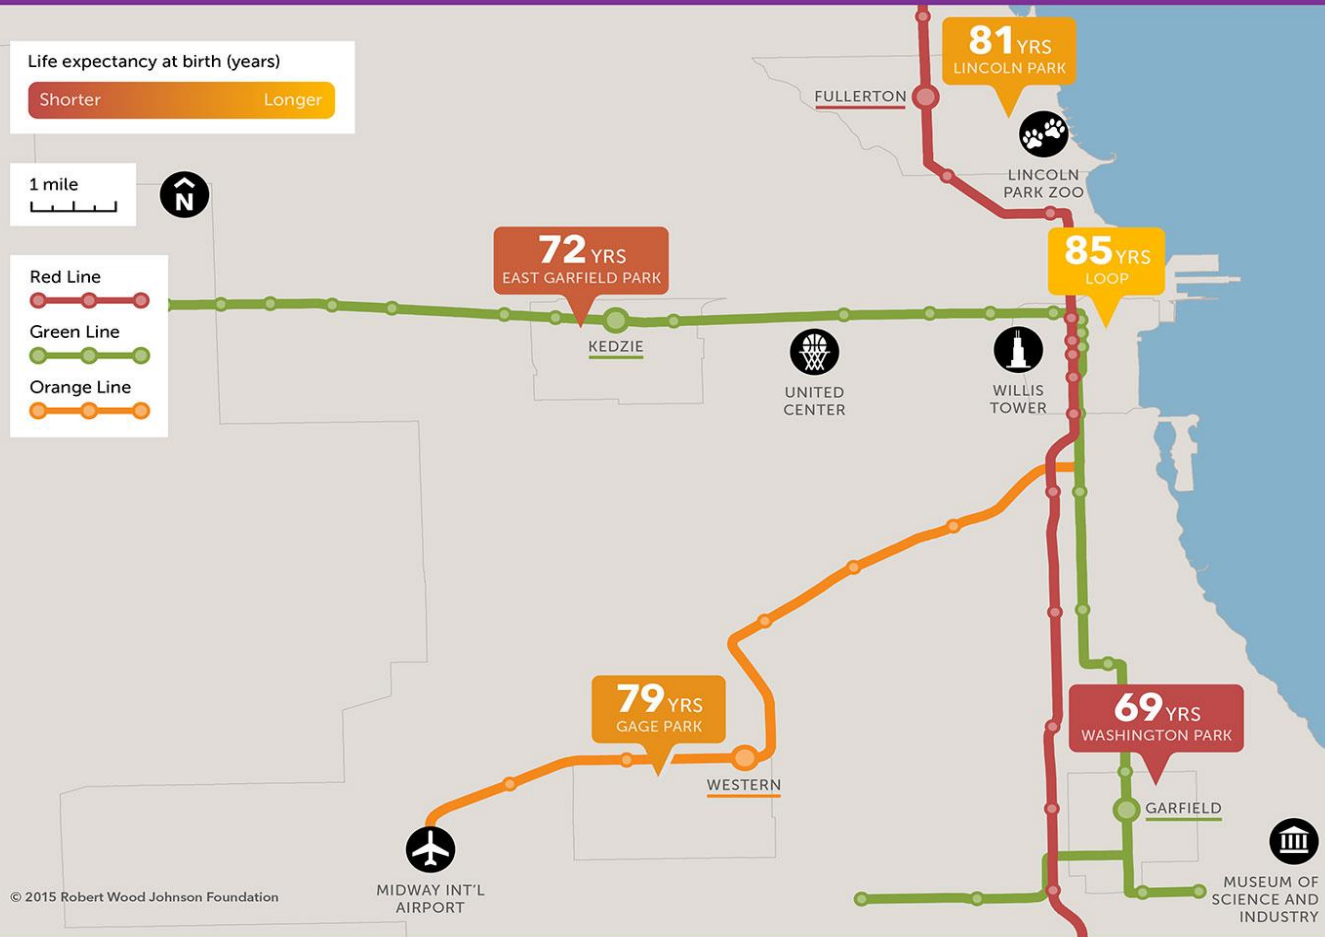 Life expectancy at birth (years)
Shorter Longer
1 mile
N
Red Line
Green Line
Orange Line
81 YRS
LINCOLN PARK
FULLERTON
LINCOLN
PARK ZOO
72 YRS
EAST GARFIELD PARK
85 YRS
LOOP
KEDZIE
UNITED
CENTER
WILLIS
TOWER
79 YRS
GAGE PARK
WESTERN
69 YRS
WASHINGTON PARK
GARFIELD
MIDWAY INT'L
AIRPORT
MUSEUM OF
SCIENCE AND
INDUSTRY
© 2015 Robert Wood Johnson Foundation